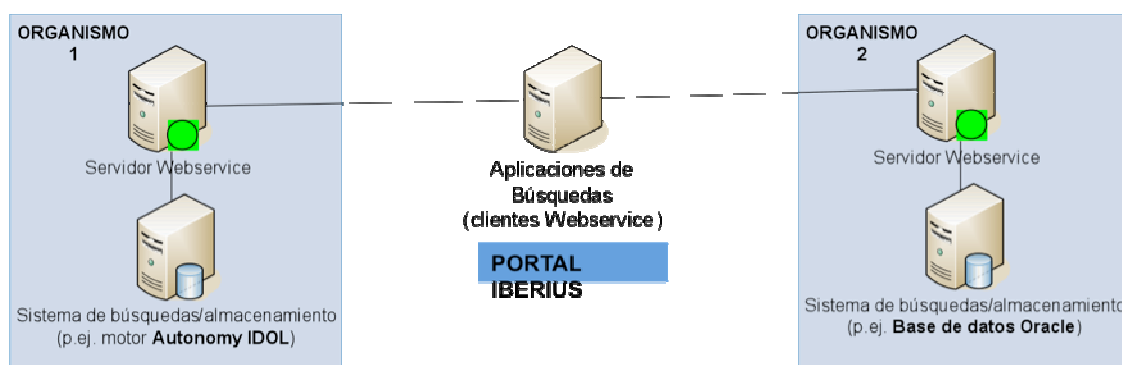 ORGANISMO
1
Servidor Webservice
Sistema de búsquedas/almacenamiento
(p.ej. motor Autonomy IDOL)
Aplicaciones de
Búsquedas
(clientes Webservice)
PORTAL
IBERIUS
ORGANISMO
2
Servidor Webservice
Sistema de búsquedas/almacenamiento
(p.ej. Base de datos Oracle)